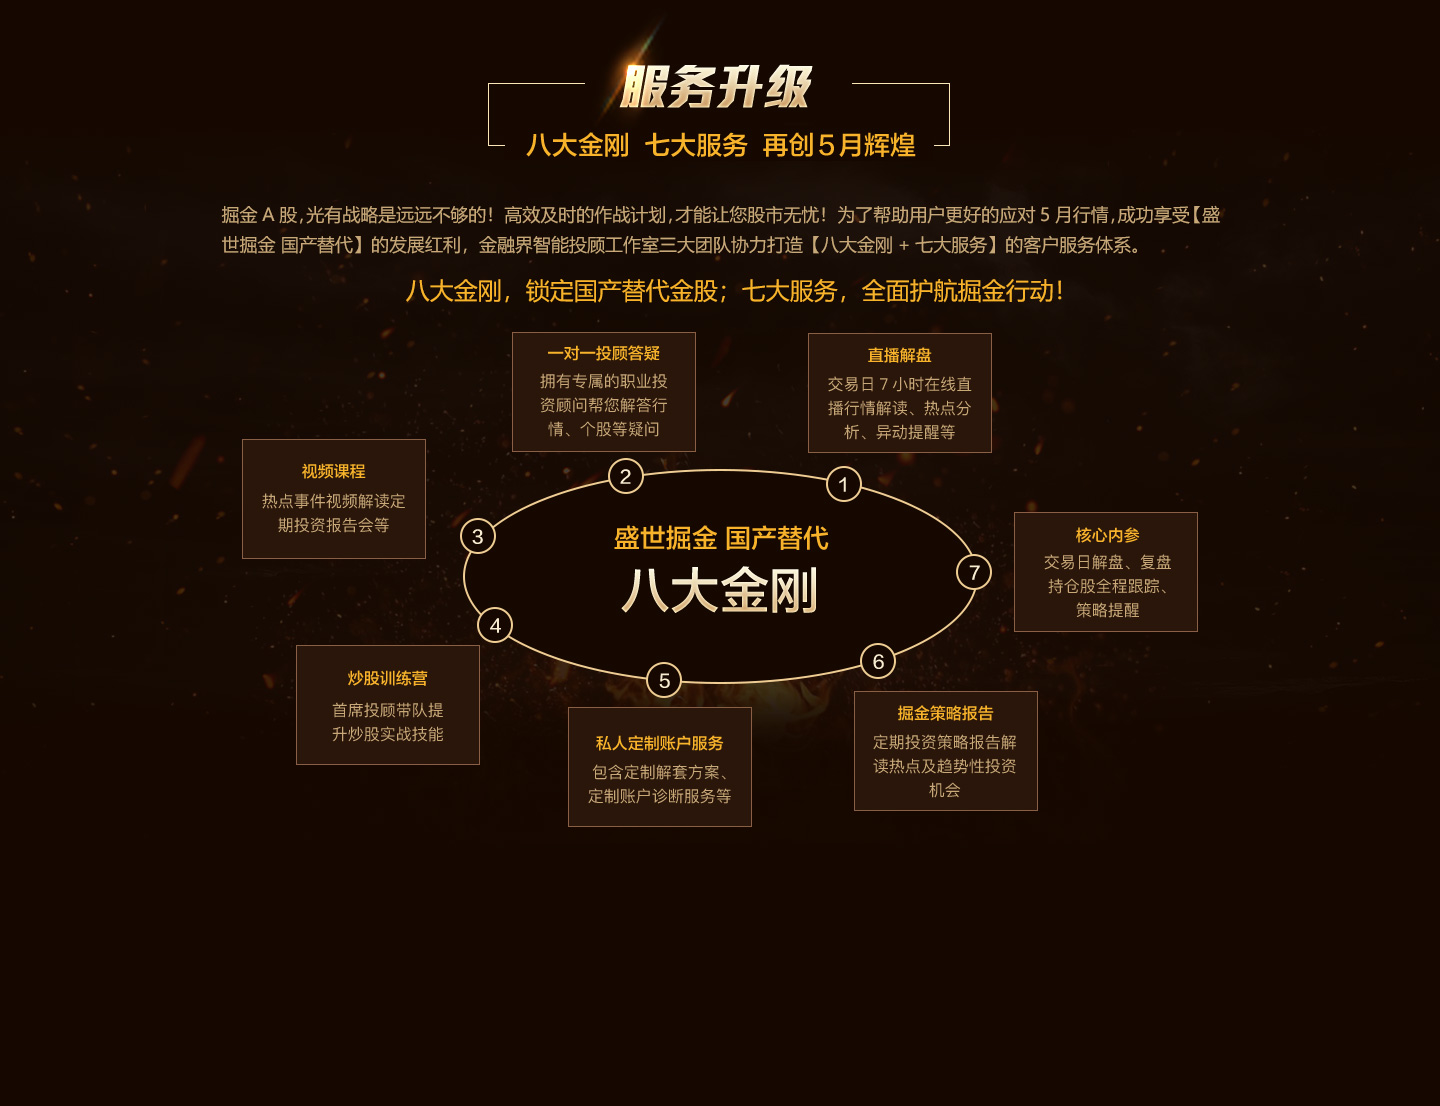 服务升级
八大金刚 七大服务 再创5月辉煌
掘金 A 股,光有战略是远远不够的！高效及时的作战计划,才能让您股市无忧！为了帮助用户更好的应对 5 月行情,成功享受【盛
世掘金 国产替代】的发展红利，金融界智能投顾工作室三大团队协力打造【八大金刚 + 七大服务】的客户服务体系。
八大金刚，锁定国产替代金股；七大服务，全面护航掘金行动！
一对一投顾答疑
拥有专属的职业投
资顾问帮您解答行
情、个股等疑问
直播解盘
交易日 7 小时在线直
播行情解读、热点分
析、异动提醒等
视频课程
热点事件视频解读定
期投资报告会等
2
1
3
盛世掘金 国产替代
八大金刚
7
核心内参
交易日解盘、复盘
持仓股全程跟踪、
策略提醒
4
5
6
炒股训练营
首席投顾带队提
升炒股实战技能
私人定制账户服务
包含定制解套方案、
定制账户诊断服务等
掘金策略报告
定期投资策略报告解
读热点及趋势性投资
机会